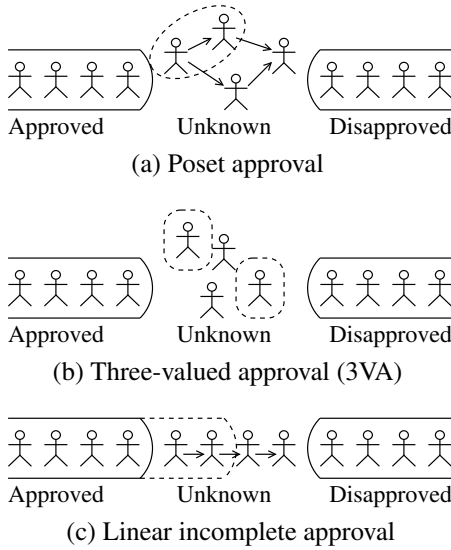 Approved Unknown Disapproved
(a) Poset approval
Approved Unknown Disapproved
(b) Three-valued approval (3VA)
Approved Unknown Disapproved
(c) Linear incomplete approval